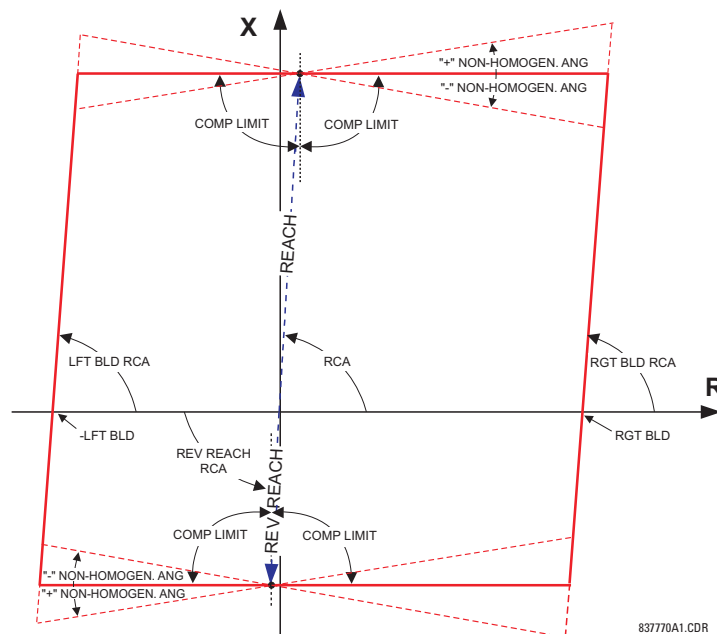 X
"+" NON-HOMOGEN. ANG
"-" NON-HOMOGEN. ANG
COMP LIMIT
COMP LIMIT
REACH
LFT BLD RCA
RCA
RGT BLD RCA
R
-LFT BLD
RGT BLD
REV REACH
RCA
REV REACH
COMP LIMIT
COMP LIMIT
"-" NON-HOMOGEN. ANG
"+" NON-HOMOGEN. ANG
837770A1.CDR